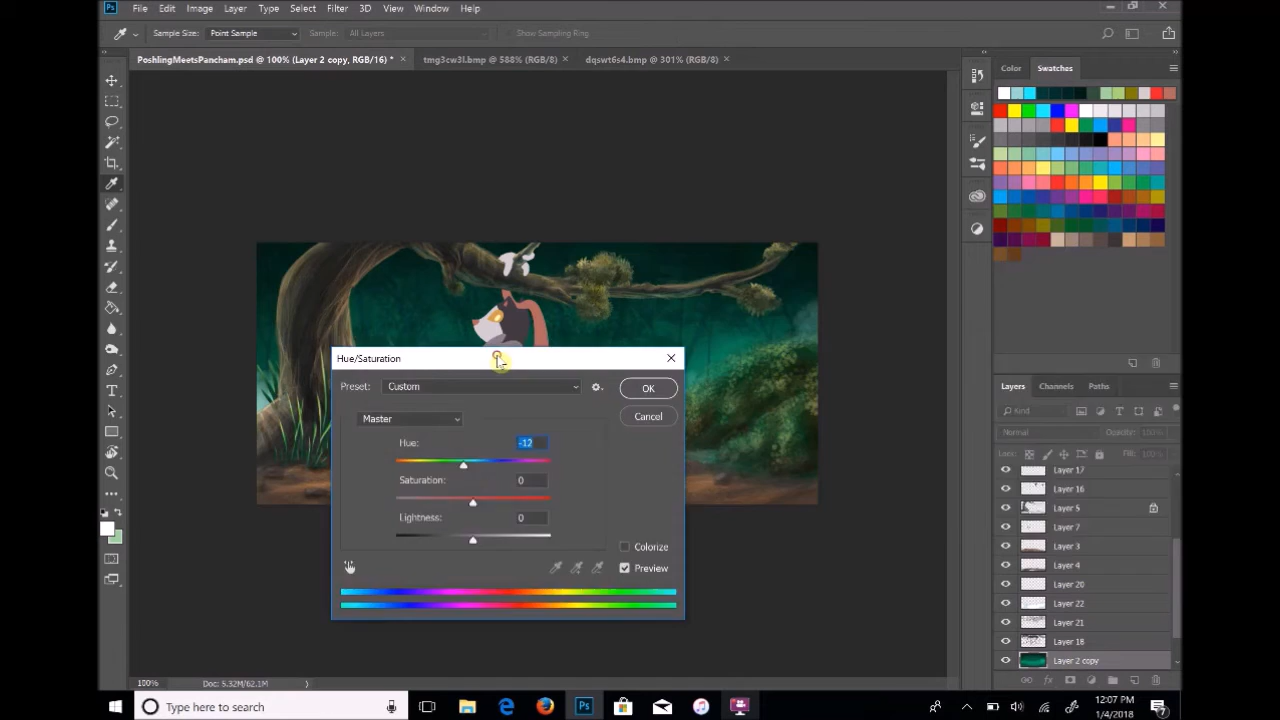 Ps File Edit Image Layer Type Select Filter 3D View Window Help
Sample Size: Point Sample Sample: All Layers Show Sampling Ring
PoshlingMeetsPancham.psd @ 100% (Layer 2 copy, RGB/16) * × tmg3cw3l.bmp @ 588% (RGB/8) × dqswt6s4.bmp @ 301% (RGB/8) ×
Color Swatches
Hue/Saturation
Preset: Custom OK
Master Cancel
Hue: -12
Saturation: 0
Lightness: 0
Colorize
Preview
Layers Channels Paths
Kind
Normal Opacity: 100%
Lock: Fill: 100%
Layer 17
Layer 16
Layer 5
Layer 7
Layer 3
Layer 4
Layer 20
Layer 22
Layer 21
Layer 18
Layer 2 copy
100% Doc: 5.32M/62.1M
Type here to search
Ps
12:07 PM
1/4/2018
7